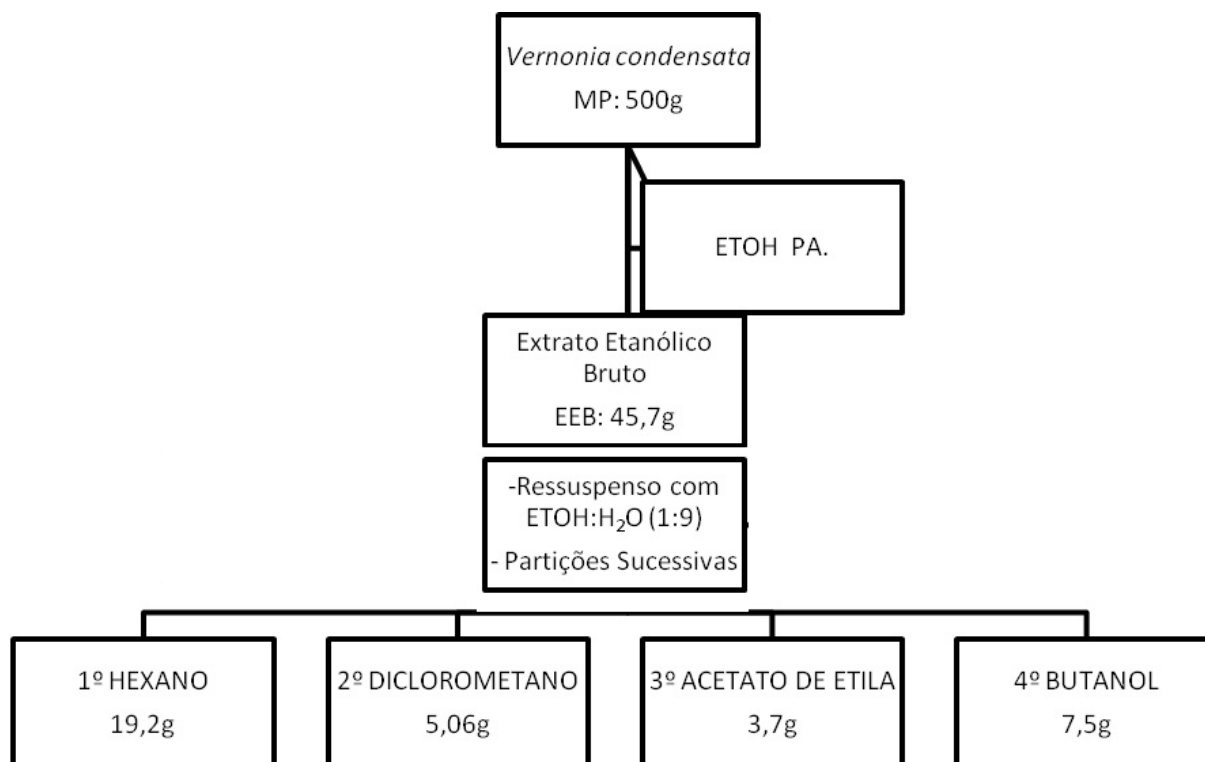 Vernonia condensata
MP: 500g
ETOH PA.
Extrato Etanólico
Bruto
EEB: 45,7g
-Ressuspenso com
ETOH:H₂O (1:9)
- Partições Sucessivas
1º HEXANO
19,2g
2º DICLOROMETANO
5,06g
3º ACETATO DE ETILA
3,7g
4º BUTANOL
7,5g